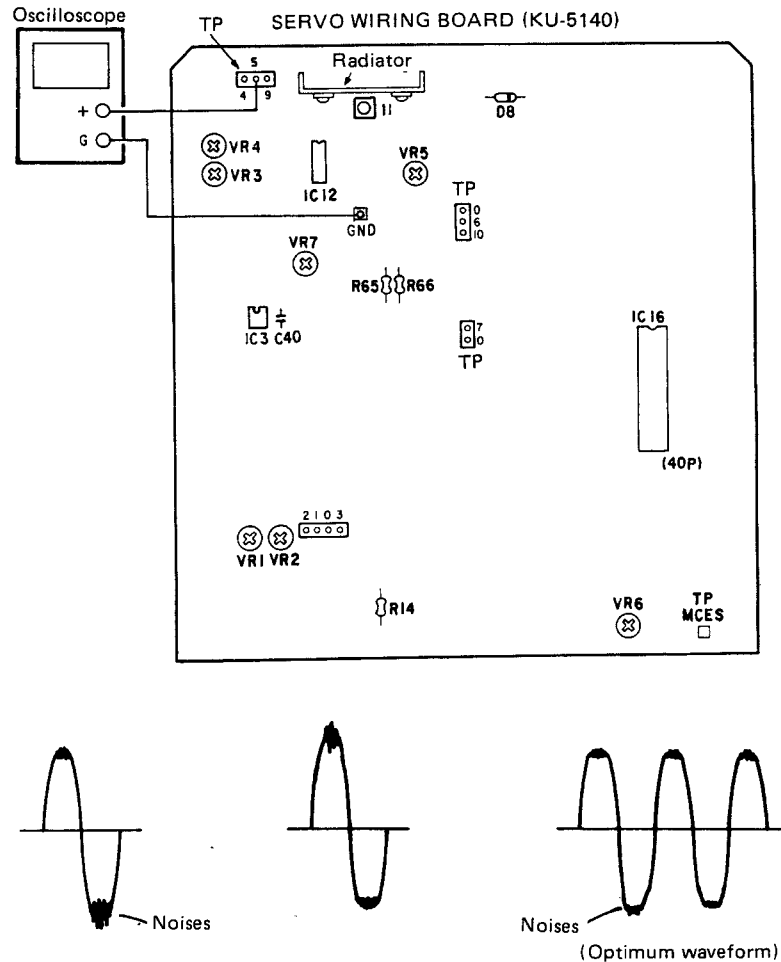 Oscilloscope
TP
SERVO WIRING BOARD (KU-5140)
5
4 9
Radiator
+
G
11
D8
VR4
VR3
IC12
VR5
TP
0
6
10
GND
VR7
R65 R66
IC3 C40
7
0
TP
IC16
(40P)
2 1 0 3
VR1 VR2
R14
VR6
TP
MCES
Noises
Noises
(Optimum waveform)